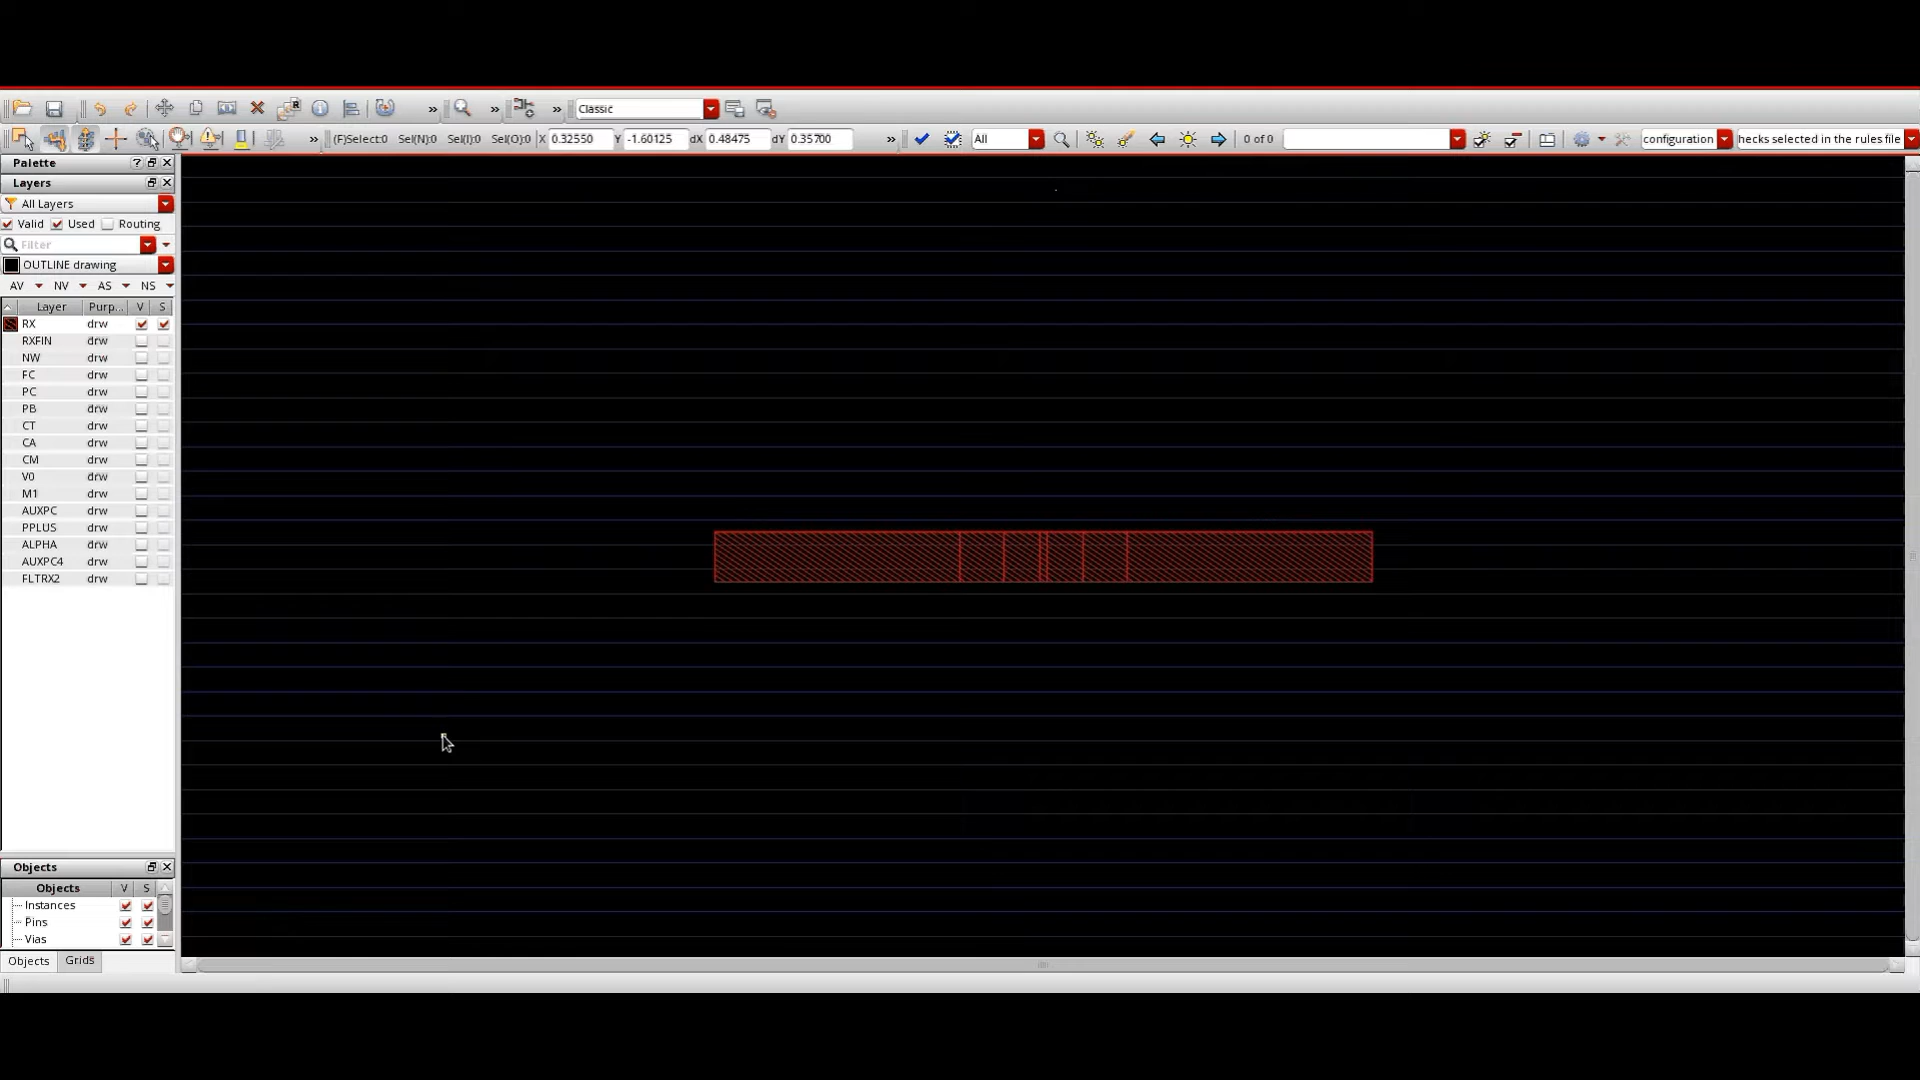 Classic
(F)Select:0 Sel(N):0 Sel(I):0 Sel(O):0 X 0.32550 Y -1.60125 dX 0.48475 dY 0.35700 All 0 of 0 configuration hecks selected in the rules file
Palette
Layers
All Layers
Valid Used Routing
Filter
OUTLINE drawing
AV NV AS NS
Layer Purp... V S
RX drw
RXFIN drw
NW drw
FC drw
PC drw
PB drw
CT drw
CA drw
CM drw
V0 drw
M1 drw
AUXPC drw
PPLUS drw
ALPHA drw
AUXPC4 drw
FLTRX2 drw
Objects
Objects V S
Instances
Pins
Vias
Objects Grids